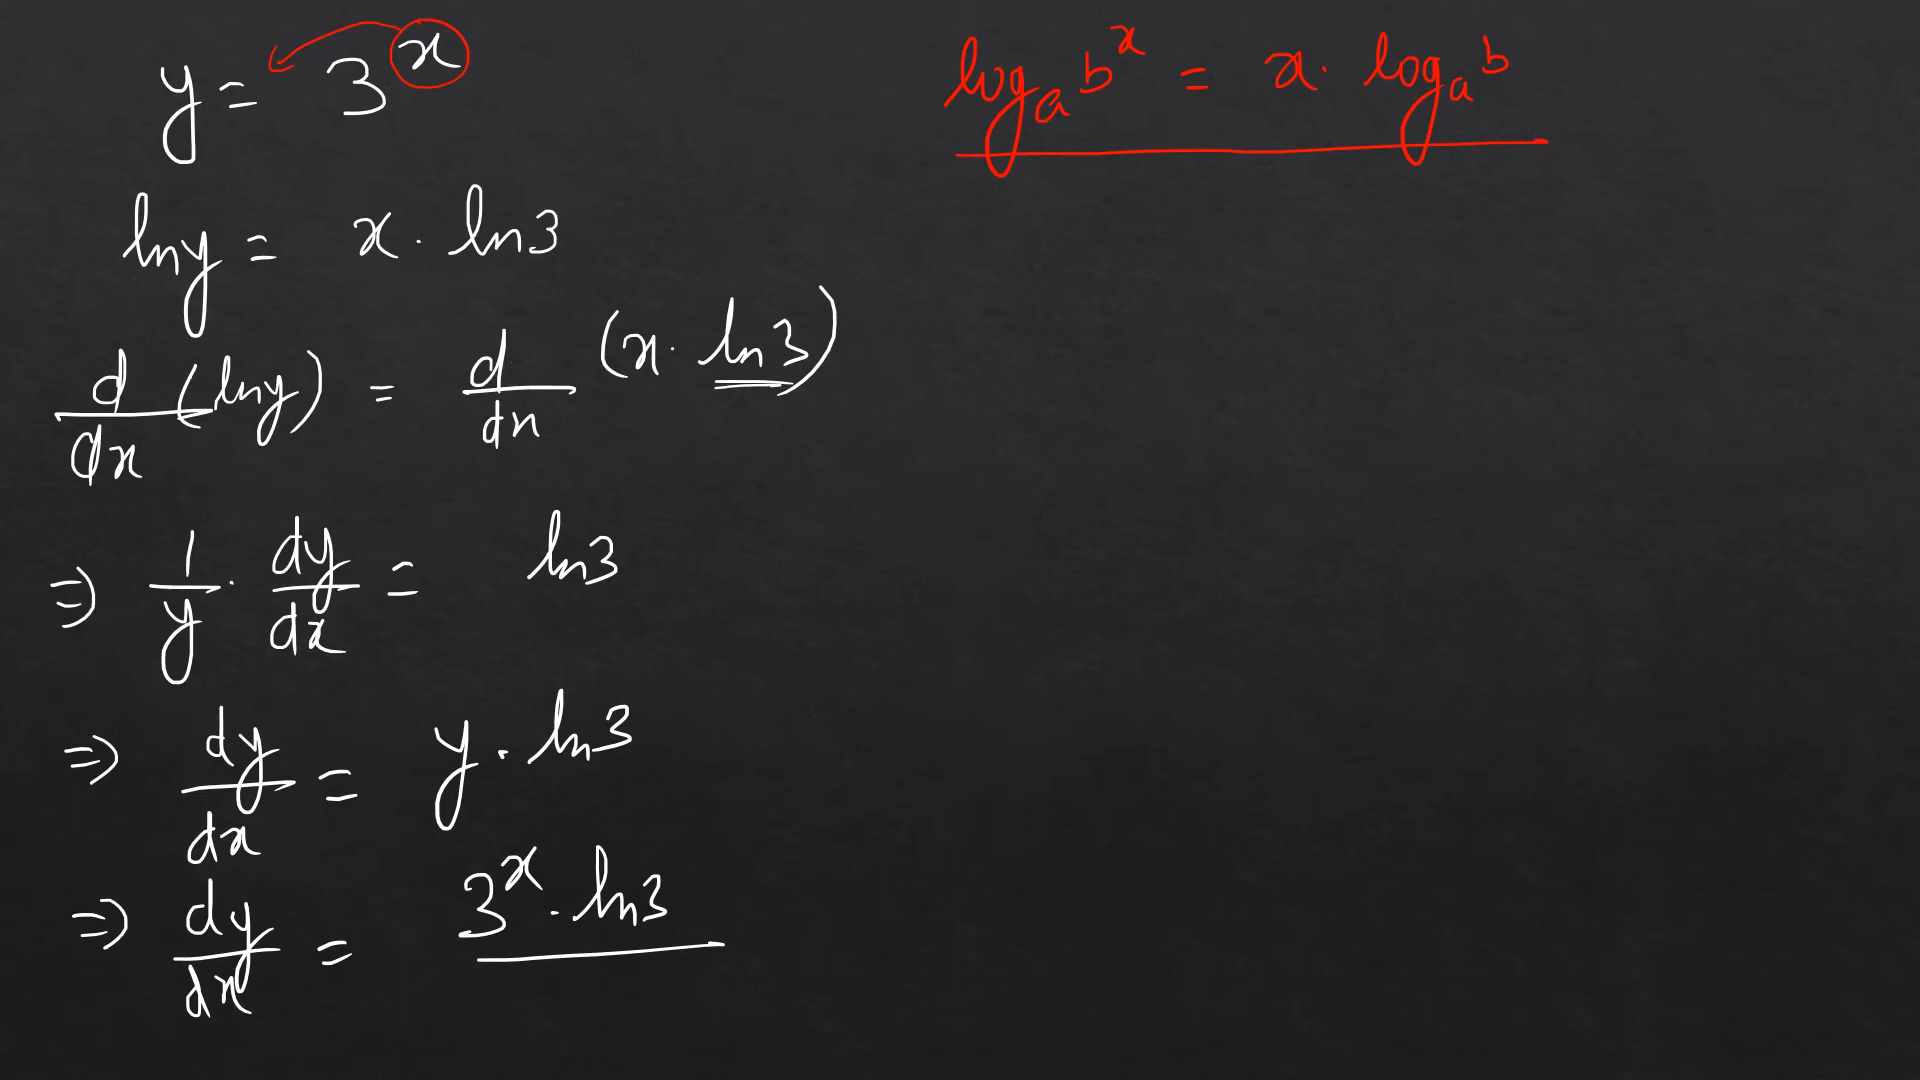 y = 3^x
log_a b^x = x · log_a b
ln y = x · ln 3
d/dx (ln y) = d/dx (x · ln 3)
⇒ 1/y · dy/dx = ln 3
⇒ dy/dx = y · ln 3
⇒ dy/dx = 3^x · ln 3